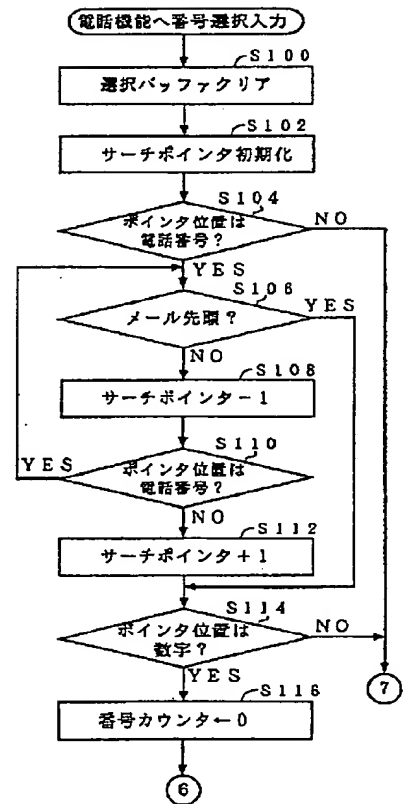 電話機能へ番号選択入力
S100
選択バッファクリア
S102
サーチポインタ初期化
S104
ポインタ位置は
電話番号？
NO
YES
S106
メール先頭？
YES
NO
S108
サーチポインタ－1
S110
YES
ポインタ位置は
電話番号？
NO
S112
サーチポインタ＋1
S114
ポインタ位置は
数字？
NO
YES
7
S116
番号カウンタ←0
6